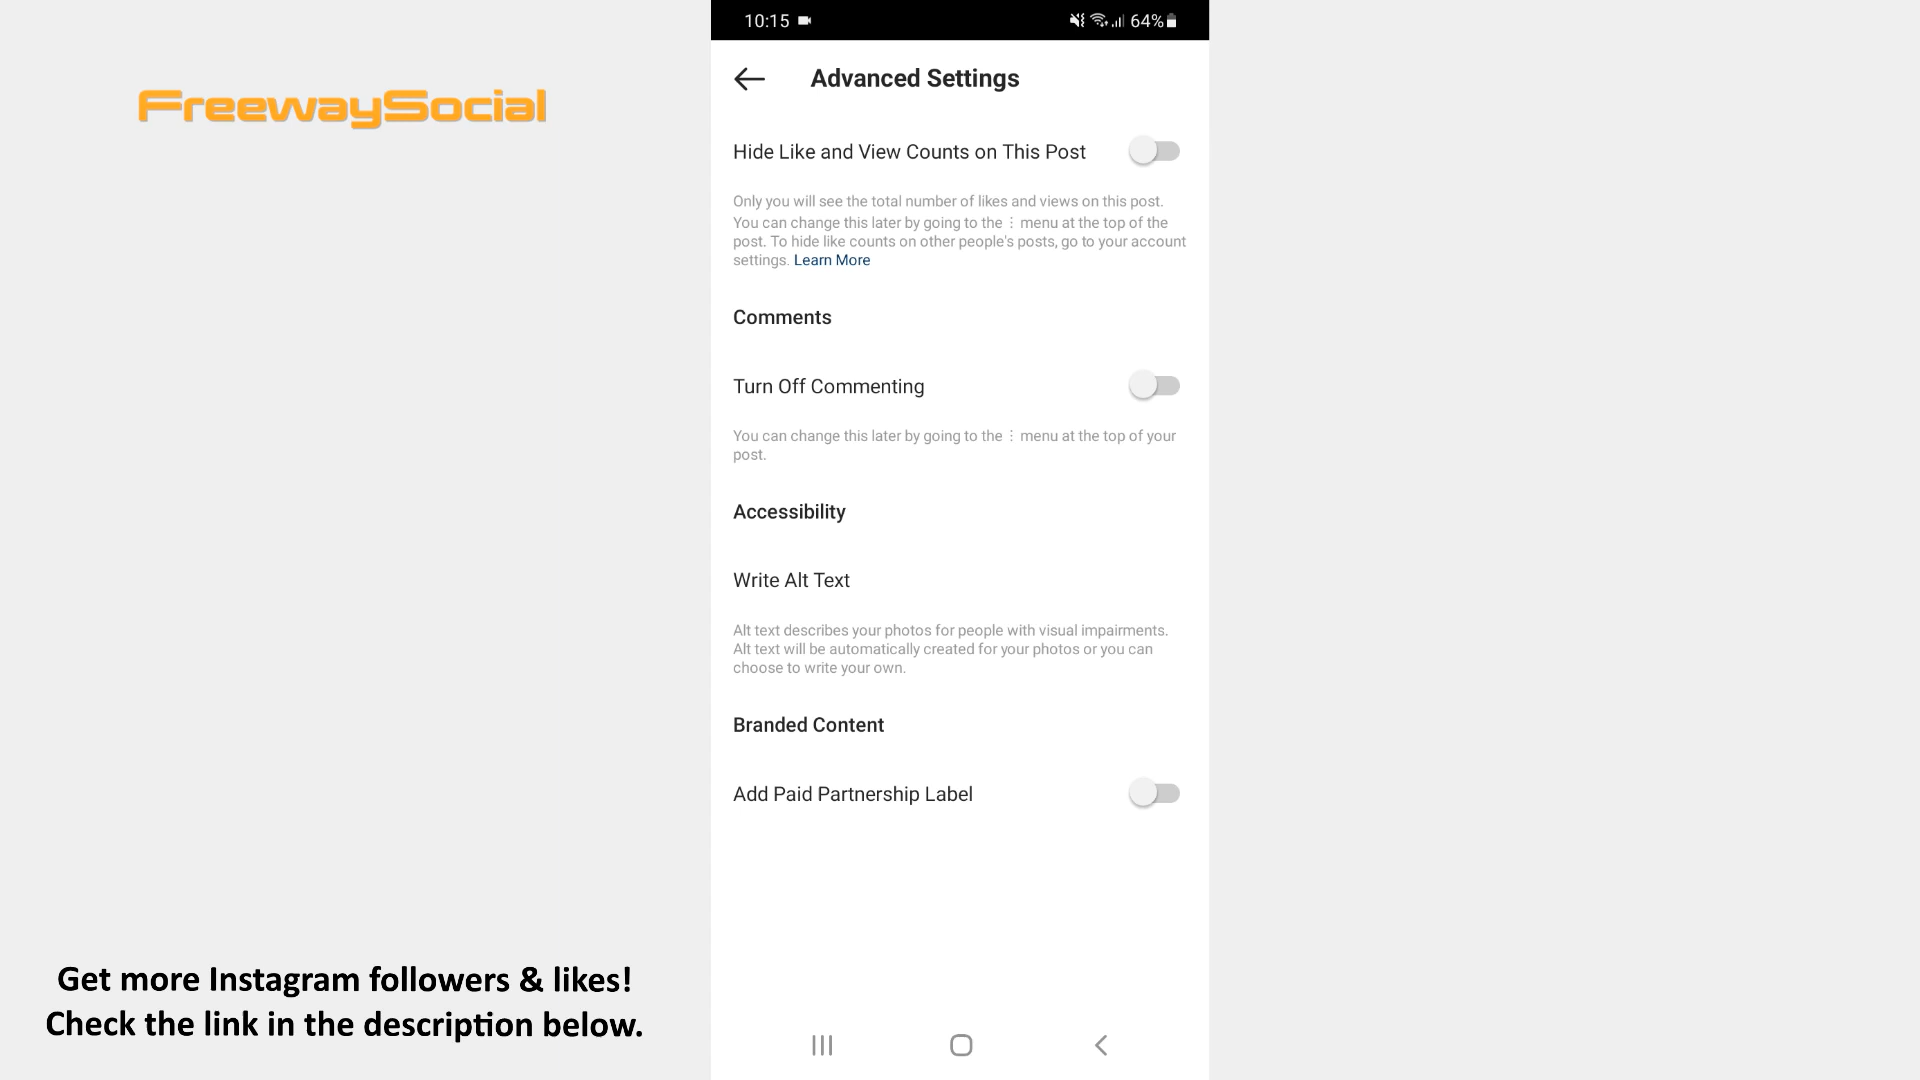 10:15
64%
FreewaySocial
Advanced Settings
Hide Like and View Counts on This Post
Only you will see the total number of likes and views on this post.
You can change this later by going to the ⋮ menu at the top of the
post. To hide like counts on other people's posts, go to your account
settings. Learn More
Comments
Turn Off Commenting
You can change this later by going to the ⋮ menu at the top of your
post.
Accessibility
Write Alt Text
Alt text describes your photos for people with visual impairments.
Alt text will be automatically created for your photos or you can
choose to write your own.
Branded Content
Add Paid Partnership Label
Get more Instagram followers & likes!
Check the link in the description below.